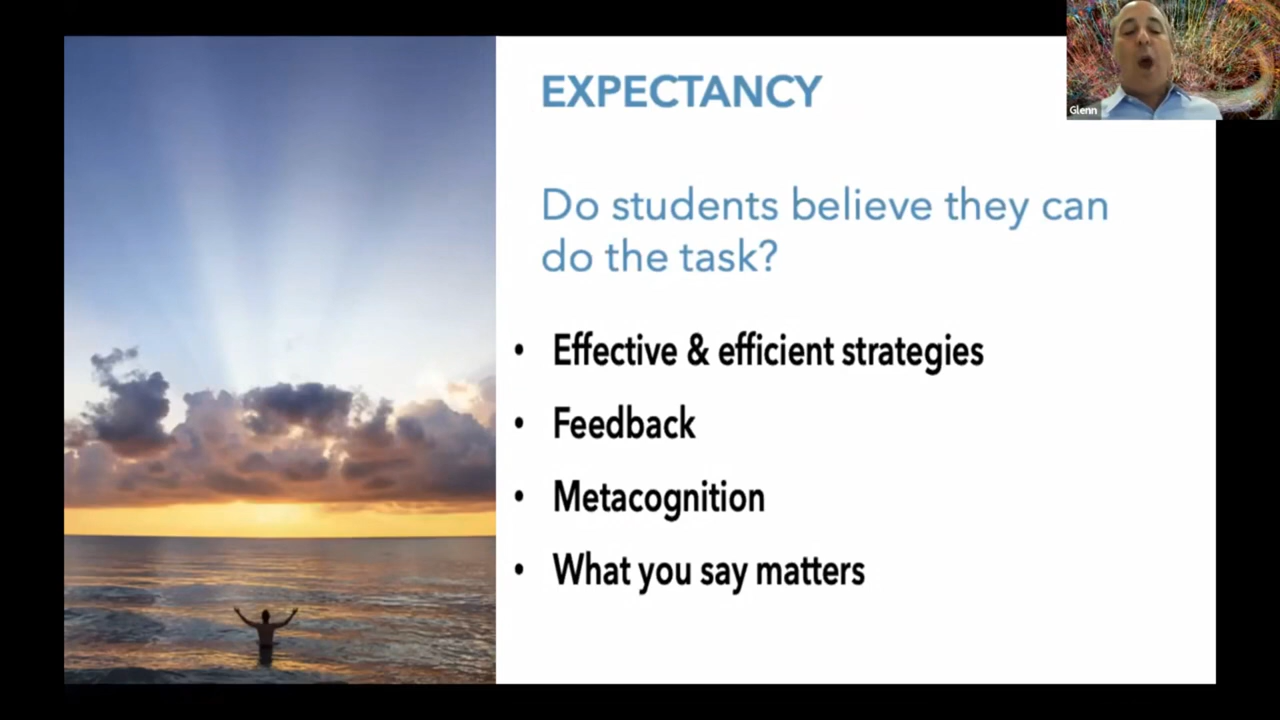 EXPECTANCY
Glenn
Do students believe they can
do the task?
• Effective & efficient strategies
• Feedback
• Metacognition
• What you say matters